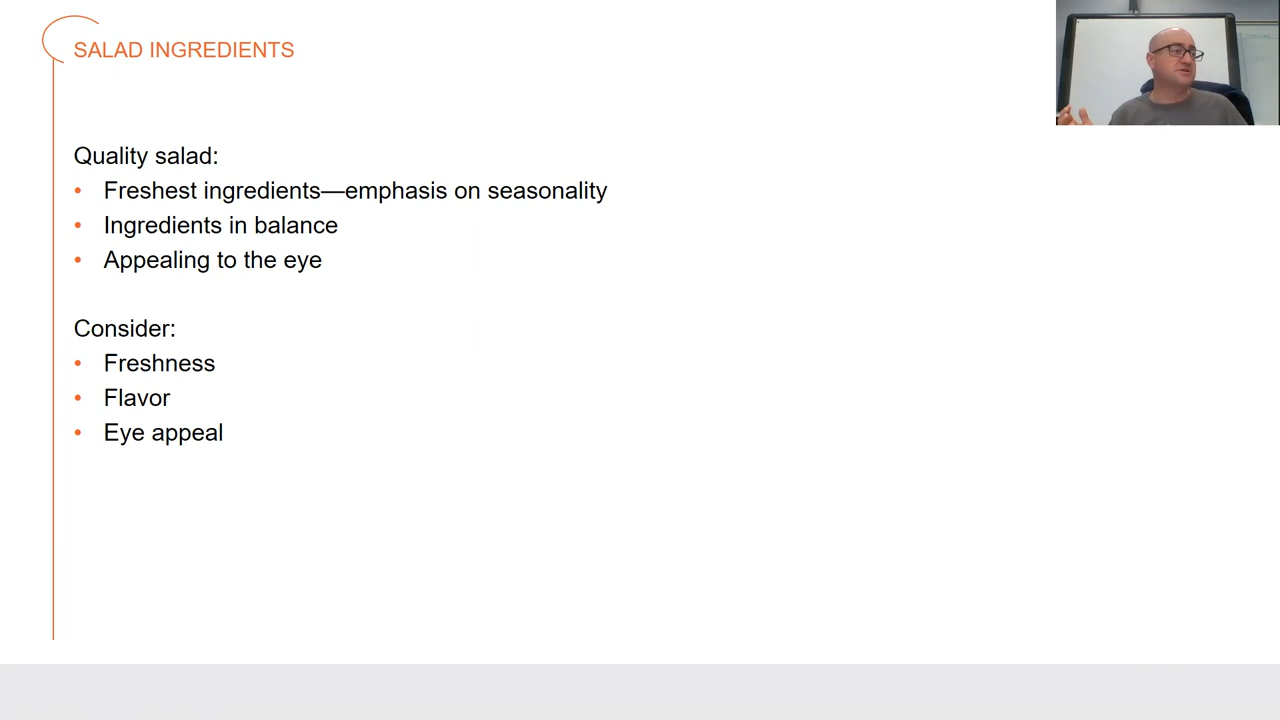 SALAD INGREDIENTS
Quality salad:
• Freshest ingredients—emphasis on seasonality
• Ingredients in balance
• Appealing to the eye
Consider:
• Freshness
• Flavor
• Eye appeal